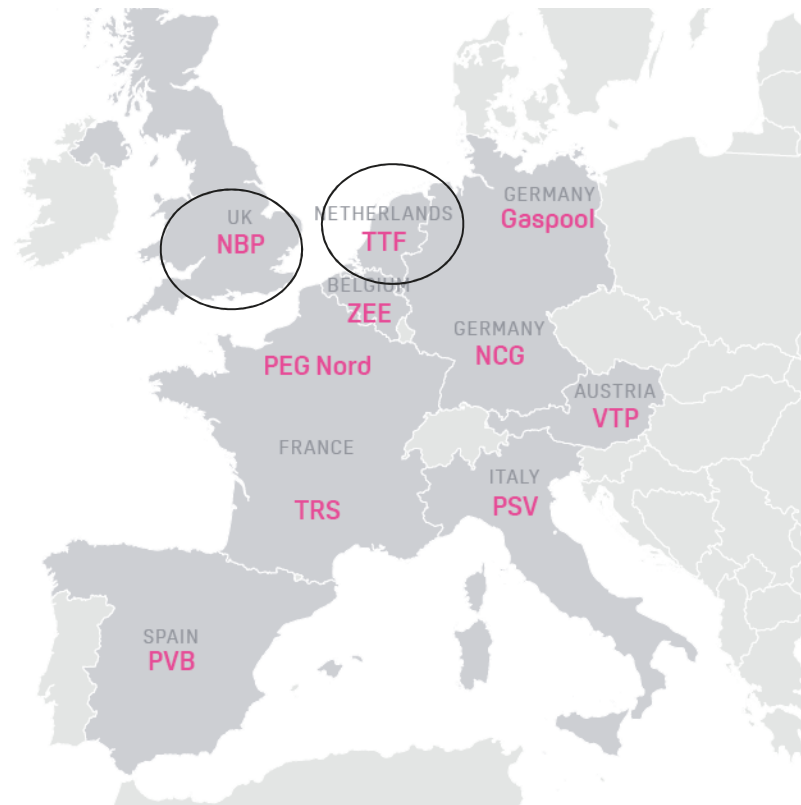 UK
NBP
NETHERLANDS
TTF
GERMANY
Gaspool
BELGIUM
ZEE
GERMANY
NCG
PEG Nord
AUSTRIA
VTP
FRANCE
TRS
ITALY
PSV
SPAIN
PVB